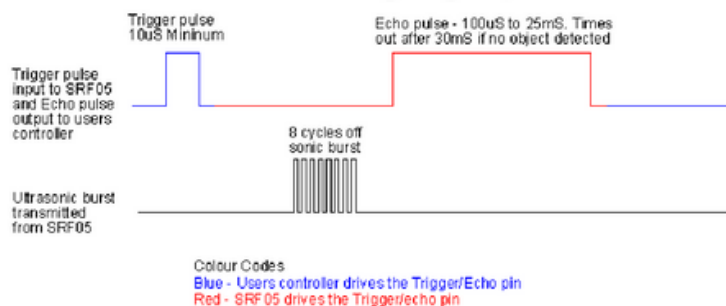 Trigger pulse
10uS Mininum
Echo pulse - 100uS to 25mS. Times
out after 30mS if no object detected
Trigger pulse
input to SRF05
and Echo pulse
output to users
controller
8 cycles off
sonic burst
Ultrasonic burst
transmitted
from SRF05
Colour Codes
Blue - Users controller drives the Trigger/Echo pin
Red - SRF05 drives the Trigger/echo pin